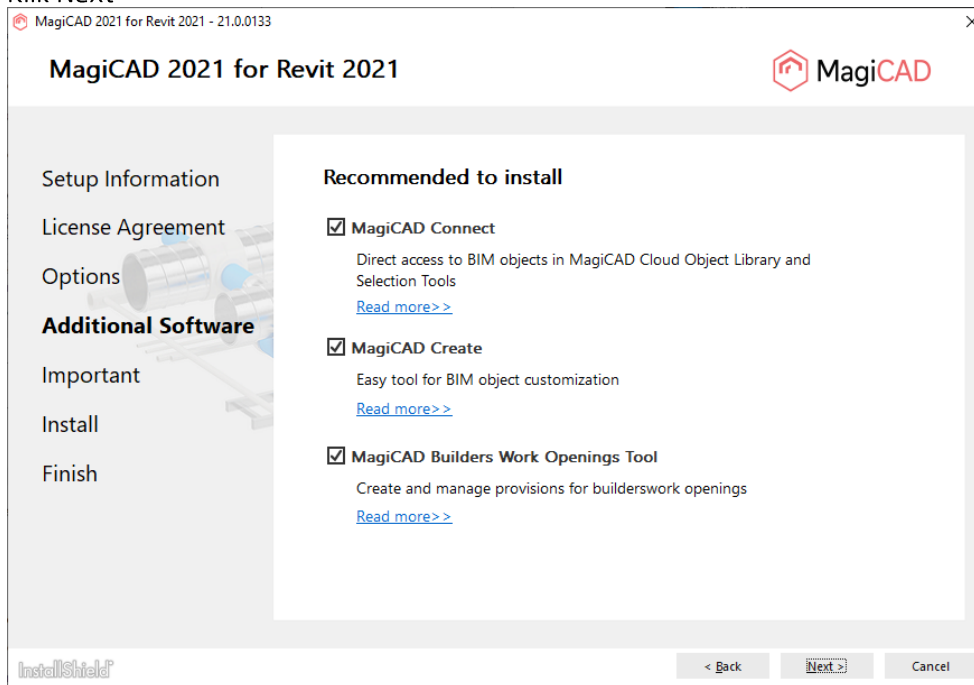 Klik Next
MagiCAD 2021 for Revit 2021 - 21.0.0133
MagiCAD 2021 for Revit 2021
MagiCAD
Setup Information
License Agreement
Options
Additional Software
Important
Install
Finish
Recommended to install
MagiCAD Connect
Direct access to BIM objects in MagiCAD Cloud Object Library and
Selection Tools
Read more>>
MagiCAD Create
Easy tool for BIM object customization
Read more>>
MagiCAD Builders Work Openings Tool
Create and manage provisions for builderswork openings
Read more>>
InstallShield
< Back
Next >
Cancel